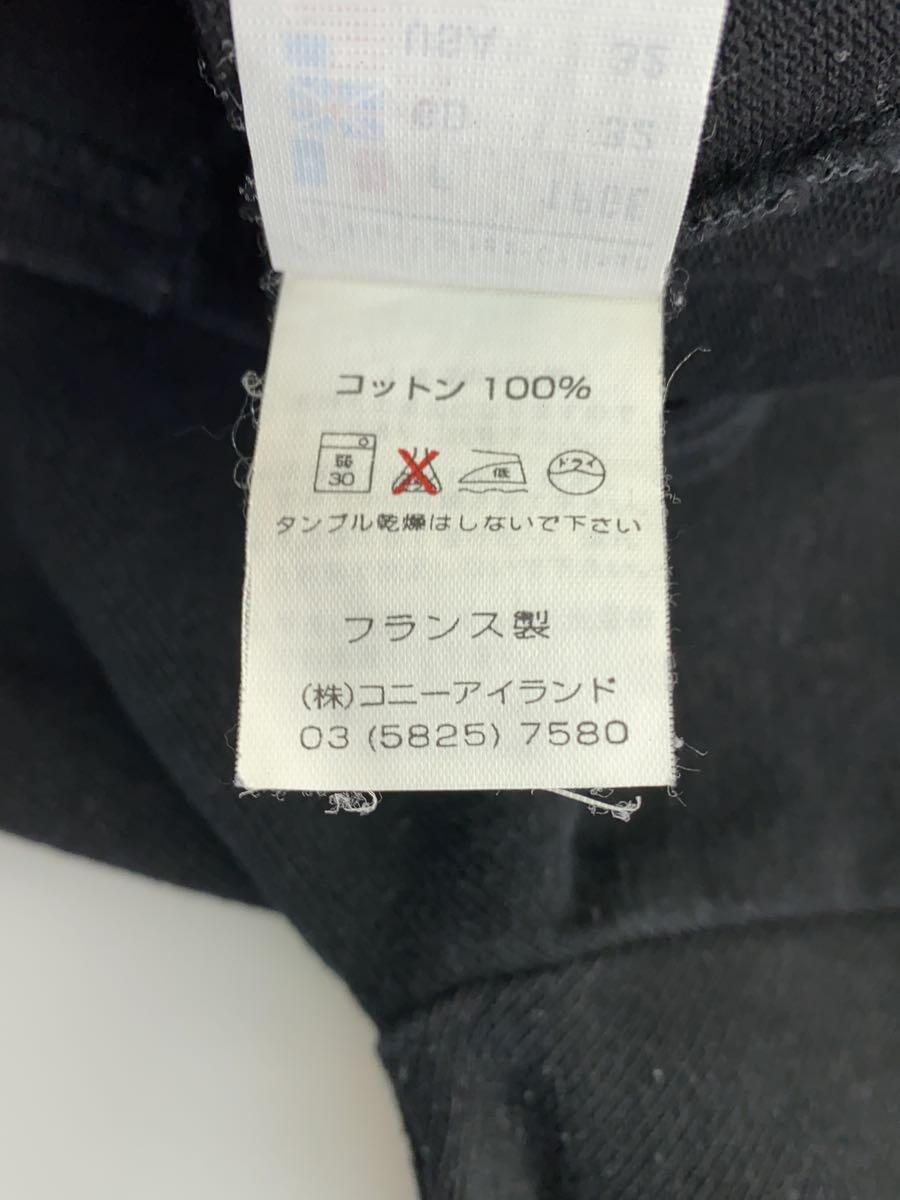 コットン 100%
弱 30 低 ドライ
タンブル乾燥はしないで下さい
フランス製
(株)コニーアイランド
03 (5825) 7580